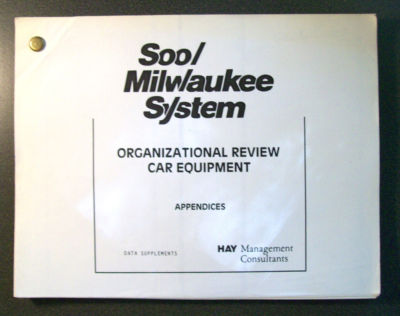 Soo/
Milwaukee
System
ORGANIZATIONAL REVIEW
CAR EQUIPMENT
APPENDICES
DATA SUPPLEMENTS
HAY Management
Consultants